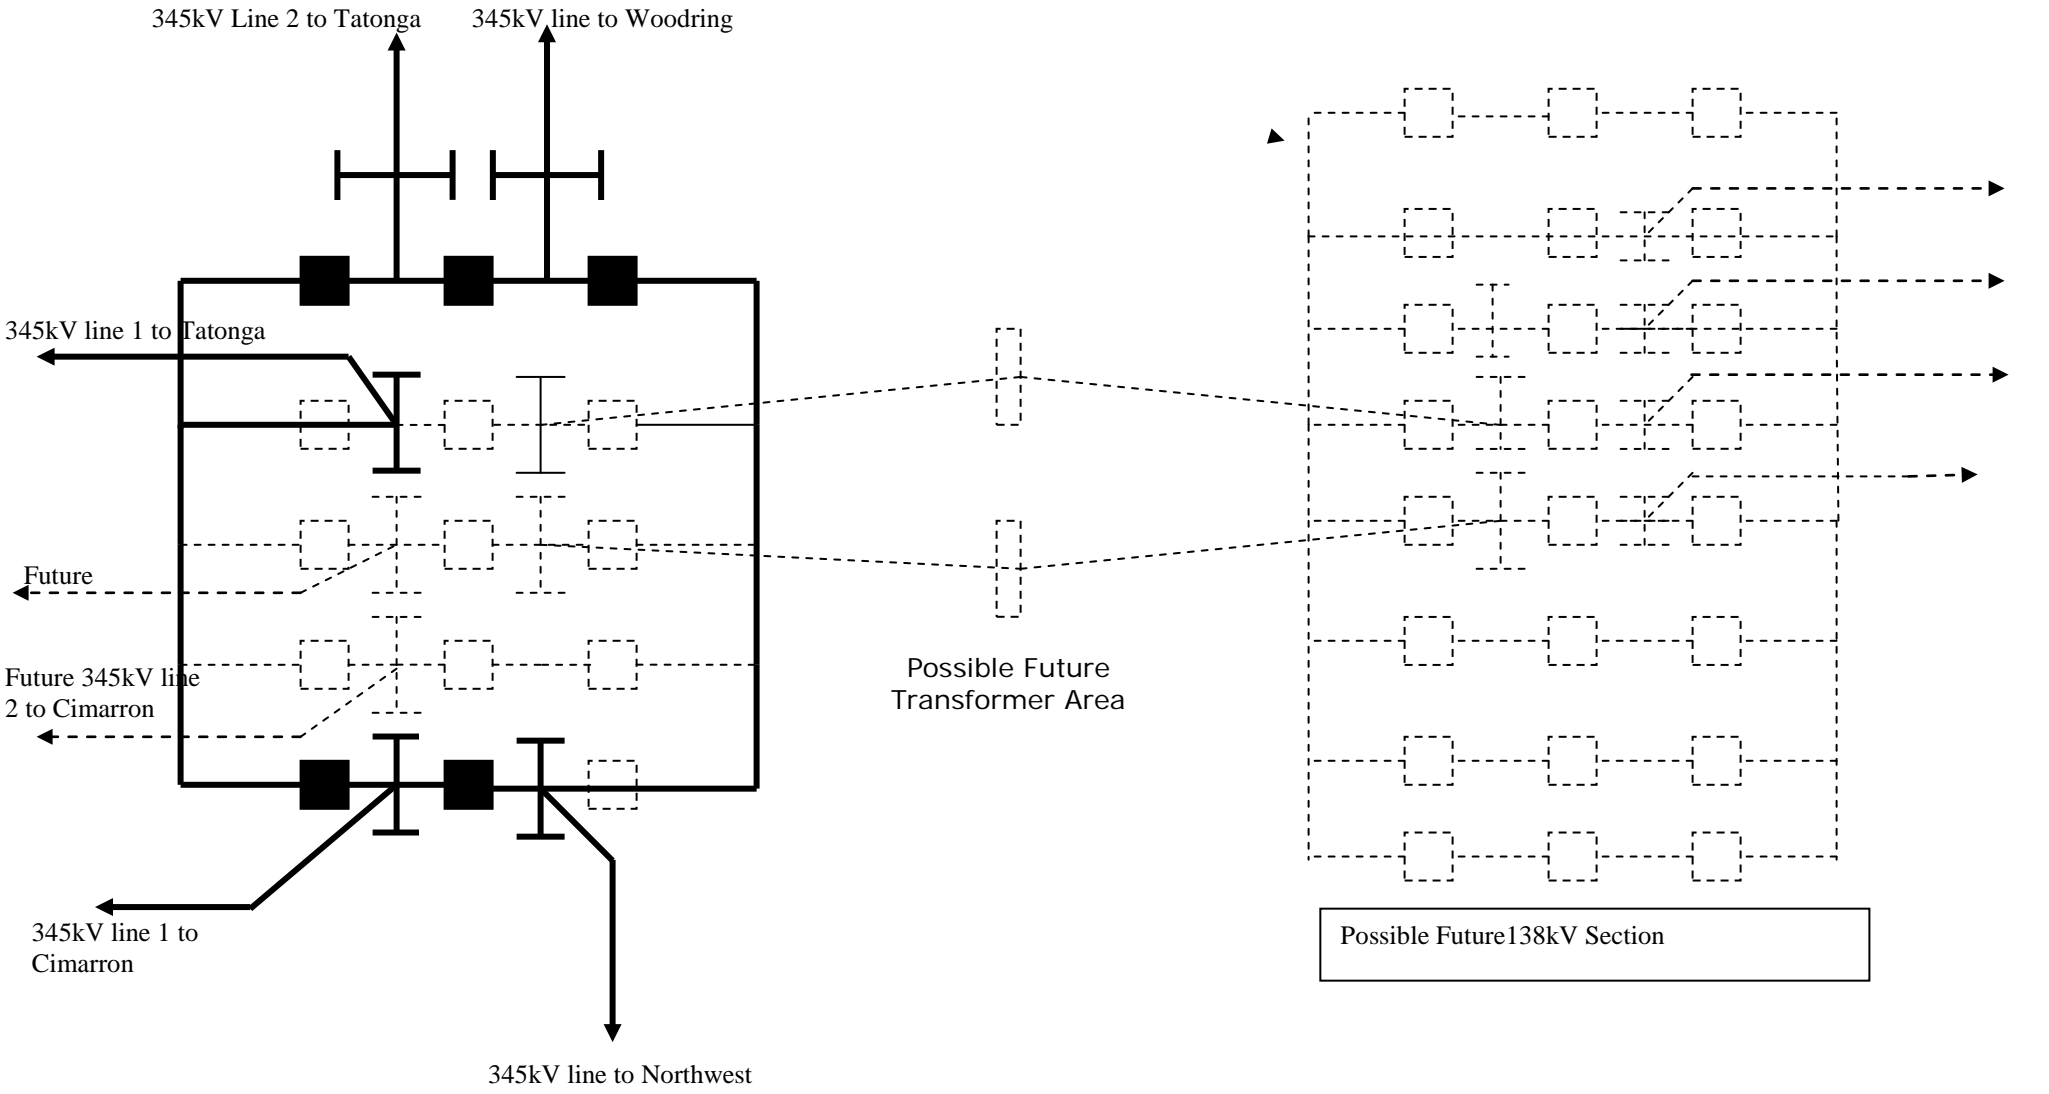 345kV Line 2 to Tatonga
345kV line to Woodring
345kV line 1 to Tatonga
Future
Future 345kV line
2 to Cimarron
Possible Future
Transformer Area
345kV line 1 to
Cimarron
Possible Future138kV Section
345kV line to Northwest